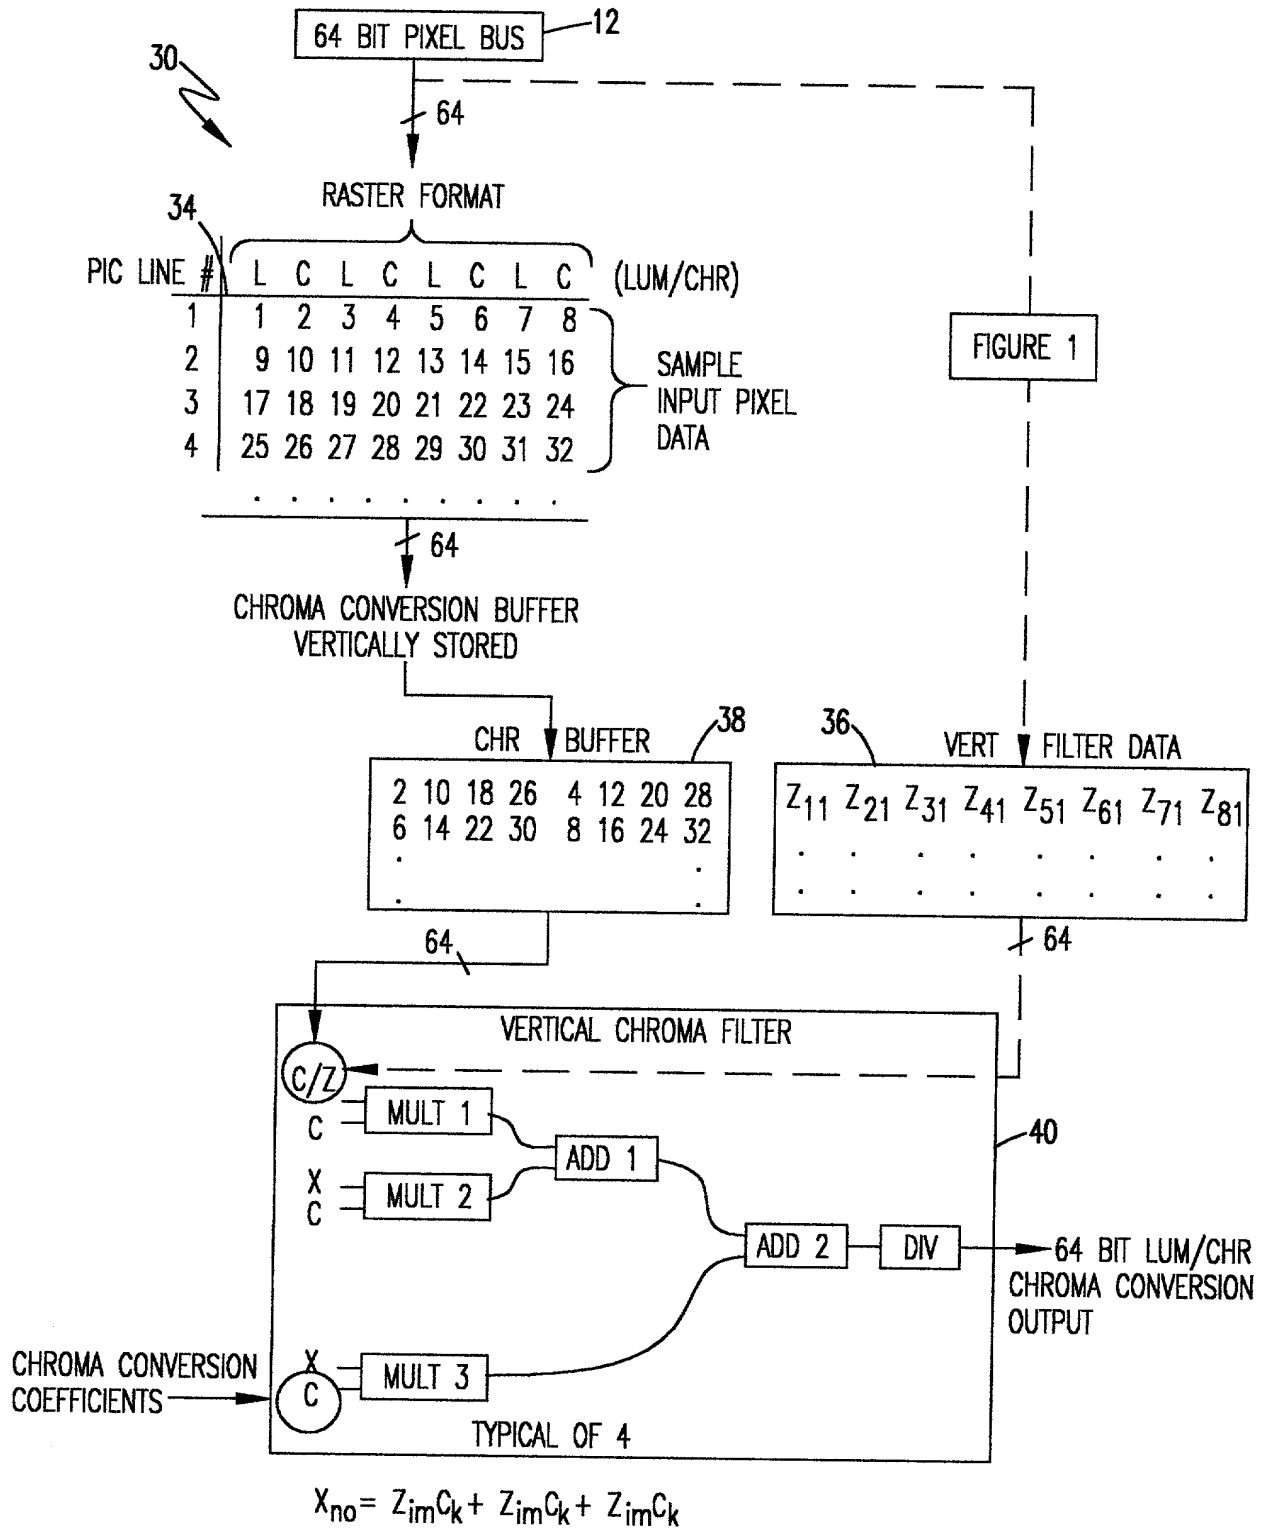 64 BIT PIXEL BUS
12
30
64
RASTER FORMAT
34
PIC LINE # L C L C L C L C (LUM/CHR)
1 1 2 3 4 5 6 7 8
2 9 10 11 12 13 14 15 16
3 17 18 19 20 21 22 23 24
4 25 26 27 28 29 30 31 32
. . . . . . . . .
SAMPLE
INPUT PIXEL
DATA
FIGURE 1
64
CHROMA CONVERSION BUFFER
VERTICALLY STORED
CHR BUFFER
38
2 10 18 26 4 12 20 28
6 14 22 30 8 16 24 32
. .
. .
36
VERT FILTER DATA
Z11 Z21 Z31 Z41 Z51 Z61 Z71 Z81
. . . . . . . .
. . . . . . . .
64
64
VERTICAL CHROMA FILTER
C/Z
C
MULT 1
X
C
MULT 2
ADD 1
40
ADD 2
DIV
64 BIT LUM/CHR
CHROMA CONVERSION
OUTPUT
CHROMA CONVERSION
COEFFICIENTS
X
C
MULT 3
TYPICAL OF 4
Xno= ZimCk+ ZimCk+ ZimCk